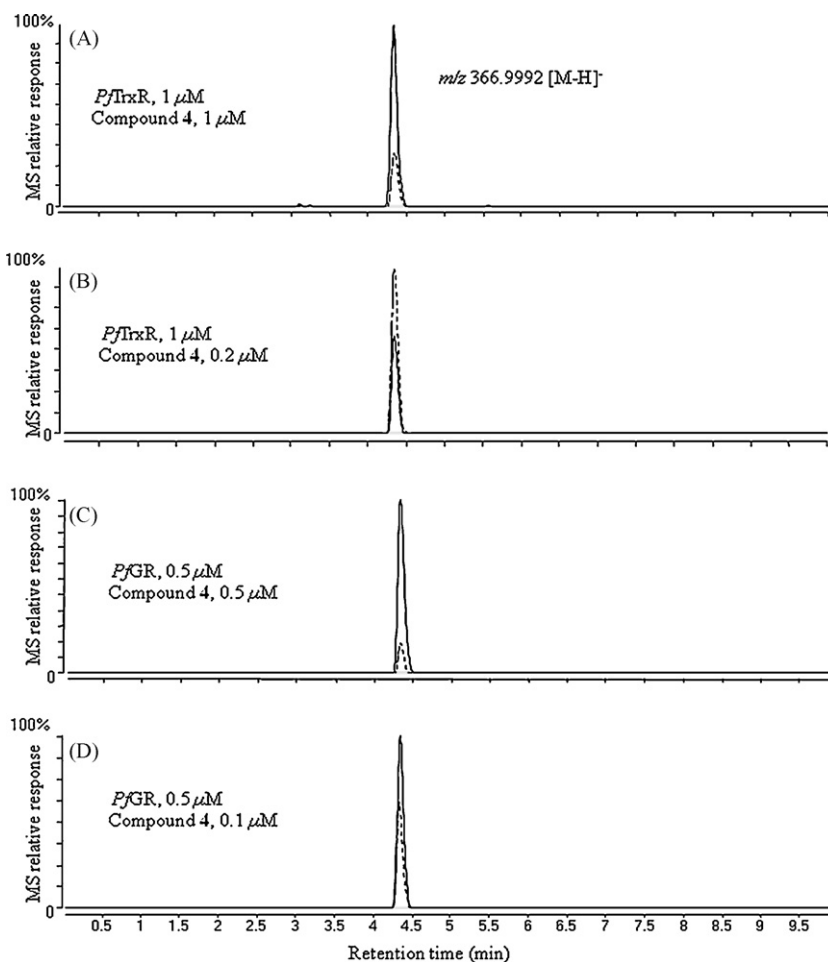 100%
(A)
m/z 366.9992 [M-H]-
PfTrxR, 1 μM
Compound 4, 1 μM
MS relative response
0
100%
(B)
PfTrxR, 1 μM
Compound 4, 0.2 μM
MS relative response
0
100%
(C)
PfGR, 0.5 μM
Compound 4, 0.5 μM
MS relative response
0
100%
(D)
PfGR, 0.5 μM
Compound 4, 0.1 μM
MS relative response
0
0.5 1 1.5 2 2.5 3 3.5 4 4.5 5 5.5 6 6.5 7 7.5 8 8.5 9 9.5
Retention time (min)